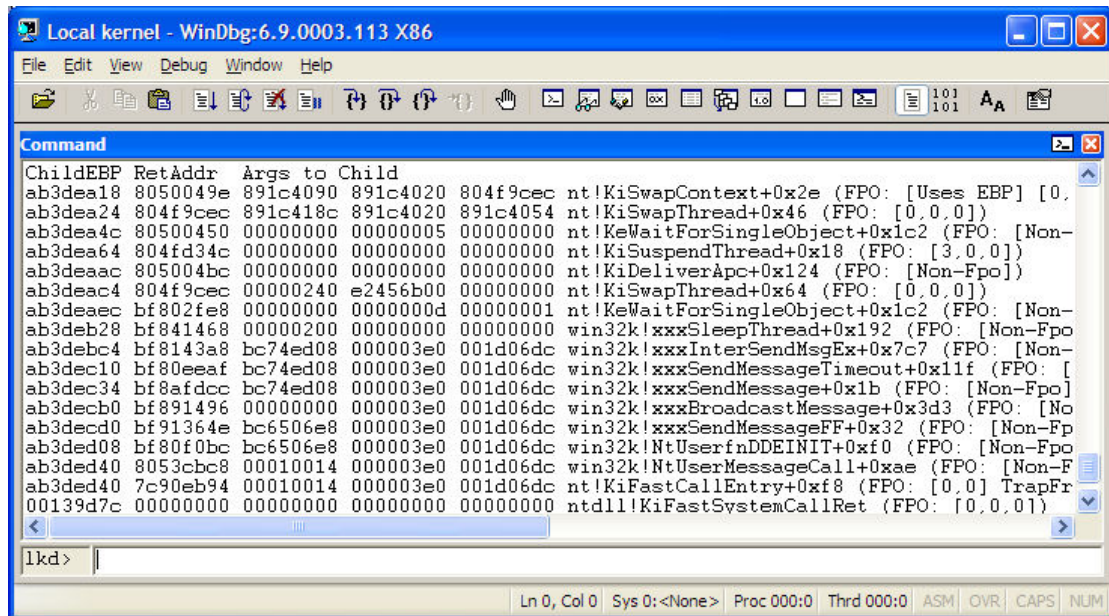 Local kernel - WinDbg:6.9.0003.113 X86
File Edit View Debug Window Help
Command
ChildEBP RetAddr Args to Child
ab3dea18 8050049e 891c4090 891c4020 804f9cec nt!KiSwapContext+0x2e (FPO: [Uses EBP] [0,
ab3dea24 804f9cec 891c418c 891c4020 891c4054 nt!KiSwapThread+0x46 (FPO: [0,0,0])
ab3dea4c 80500450 00000000 00000005 00000000 nt!KeWaitForSingleObject+0x1c2 (FPO: [Non-
ab3dea64 804fd34c 00000000 00000000 00000000 nt!KiSuspendThread+0x18 (FPO: [3,0,0])
ab3deaac 805004bc 00000000 00000000 00000000 nt!KiDeliverApc+0x124 (FPO: [Non-Fpo])
ab3deac4 804f9cec 00000240 e2456b00 00000000 nt!KiSwapThread+0x64 (FPO: [0,0,0])
ab3deaec bf802fe8 00000000 0000000d 00000001 nt!KeWaitForSingleObject+0x1c2 (FPO: [Non-
ab3deb28 bf841468 00000200 00000000 00000000 win32k!xxxSleepThread+0x192 (FPO: [Non-Fpo
ab3debc4 bf8143a8 bc74ed08 000003e0 001d06dc win32k!xxxInterSendMsgEx+0x7c7 (FPO: [Non-
ab3dec10 bf80eeaf bc74ed08 000003e0 001d06dc win32k!xxxSendMessageTimeout+0x11f (FPO: [
ab3dec34 bf8afdcc bc74ed08 000003e0 001d06dc win32k!xxxSendMessage+0x1b (FPO: [Non-Fpo]
ab3decb0 bf891496 00000000 000003e0 001d06dc win32k!xxxBroadcastMessage+0x3d3 (FPO: [No
ab3decd0 bf91364e bc6506e8 000003e0 001d06dc win32k!xxxSendMessageFF+0x32 (FPO: [Non-Fp
ab3ded08 bf80f0bc bc6506e8 000003e0 001d06dc win32k!NtUserfnDDEINIT+0xf0 (FPO: [Non-Fpo
ab3ded40 8053cbc8 00010014 000003e0 001d06dc win32k!NtUserMessageCall+0xae (FPO: [Non-F
ab3ded40 7c90eb94 00010014 000003e0 001d06dc nt!KiFastCallEntry+0xf8 (FPO: [0,0] TrapFr
00139d7c 00000000 00000000 00000000 00000000 ntdll!KiFastSystemCallRet (FPO: [0,0,0])
lkd>
Ln 0, Col 0 Sys 0:<None> Proc 000:0 Thrd 000:0 ASM OVR CAPS NUM